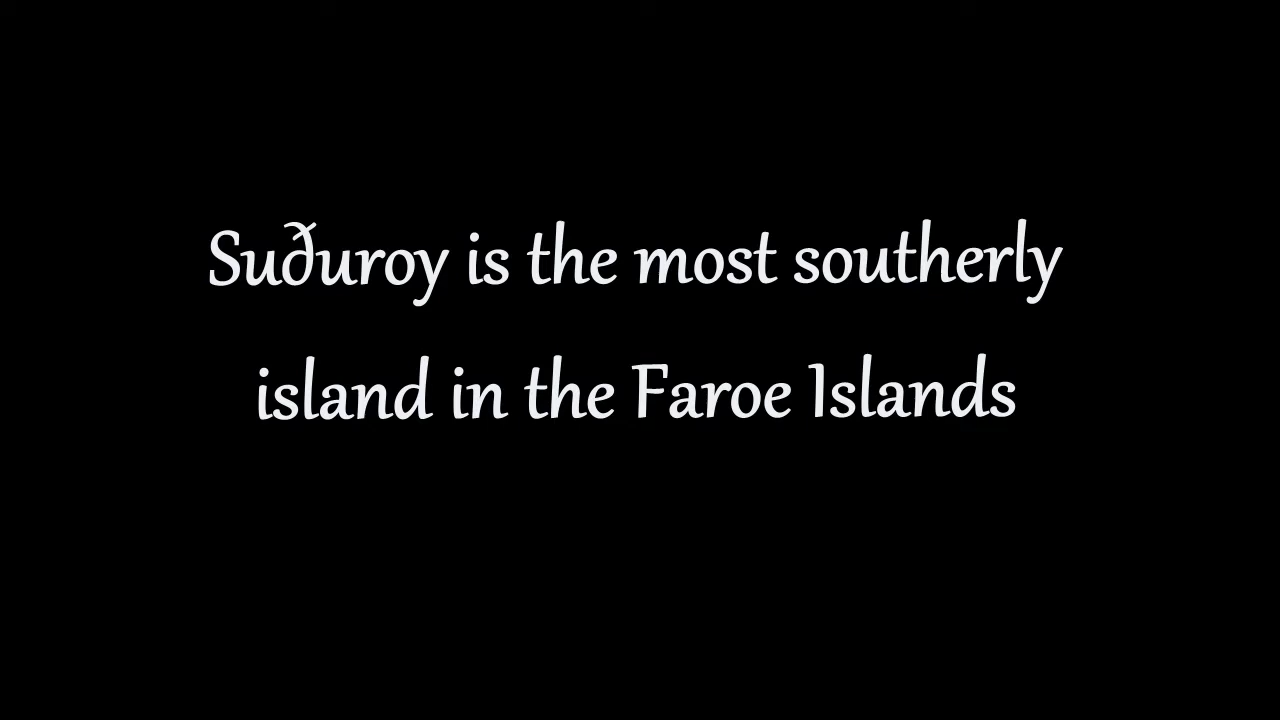 Suðuroy is the most southerly
island in the Faroe Islands